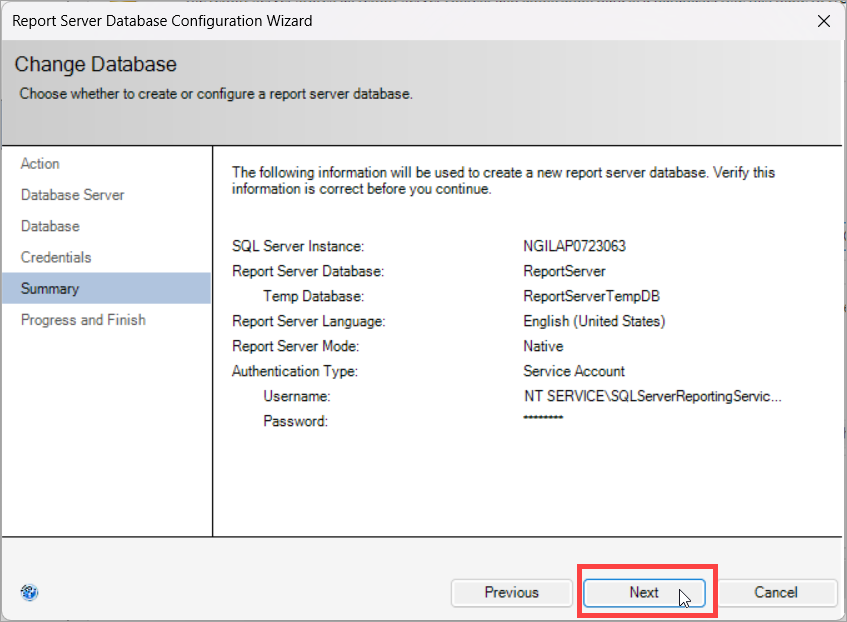 Report Server Database Configuration Wizard
Change Database
Choose whether to create or configure a report server database.
Action
Database Server
Database
Credentials
Summary
Progress and Finish
The following information will be used to create a new report server database. Verify this
information is correct before you continue.
SQL Server Instance: NGILAP0723063
Report Server Database: ReportServer
Temp Database: ReportServerTempDB
Report Server Language: English (United States)
Report Server Mode: Native
Authentication Type: Service Account
Username: NT SERVICE\SQLServerReportingServic...
Password: ********
Previous Next Cancel